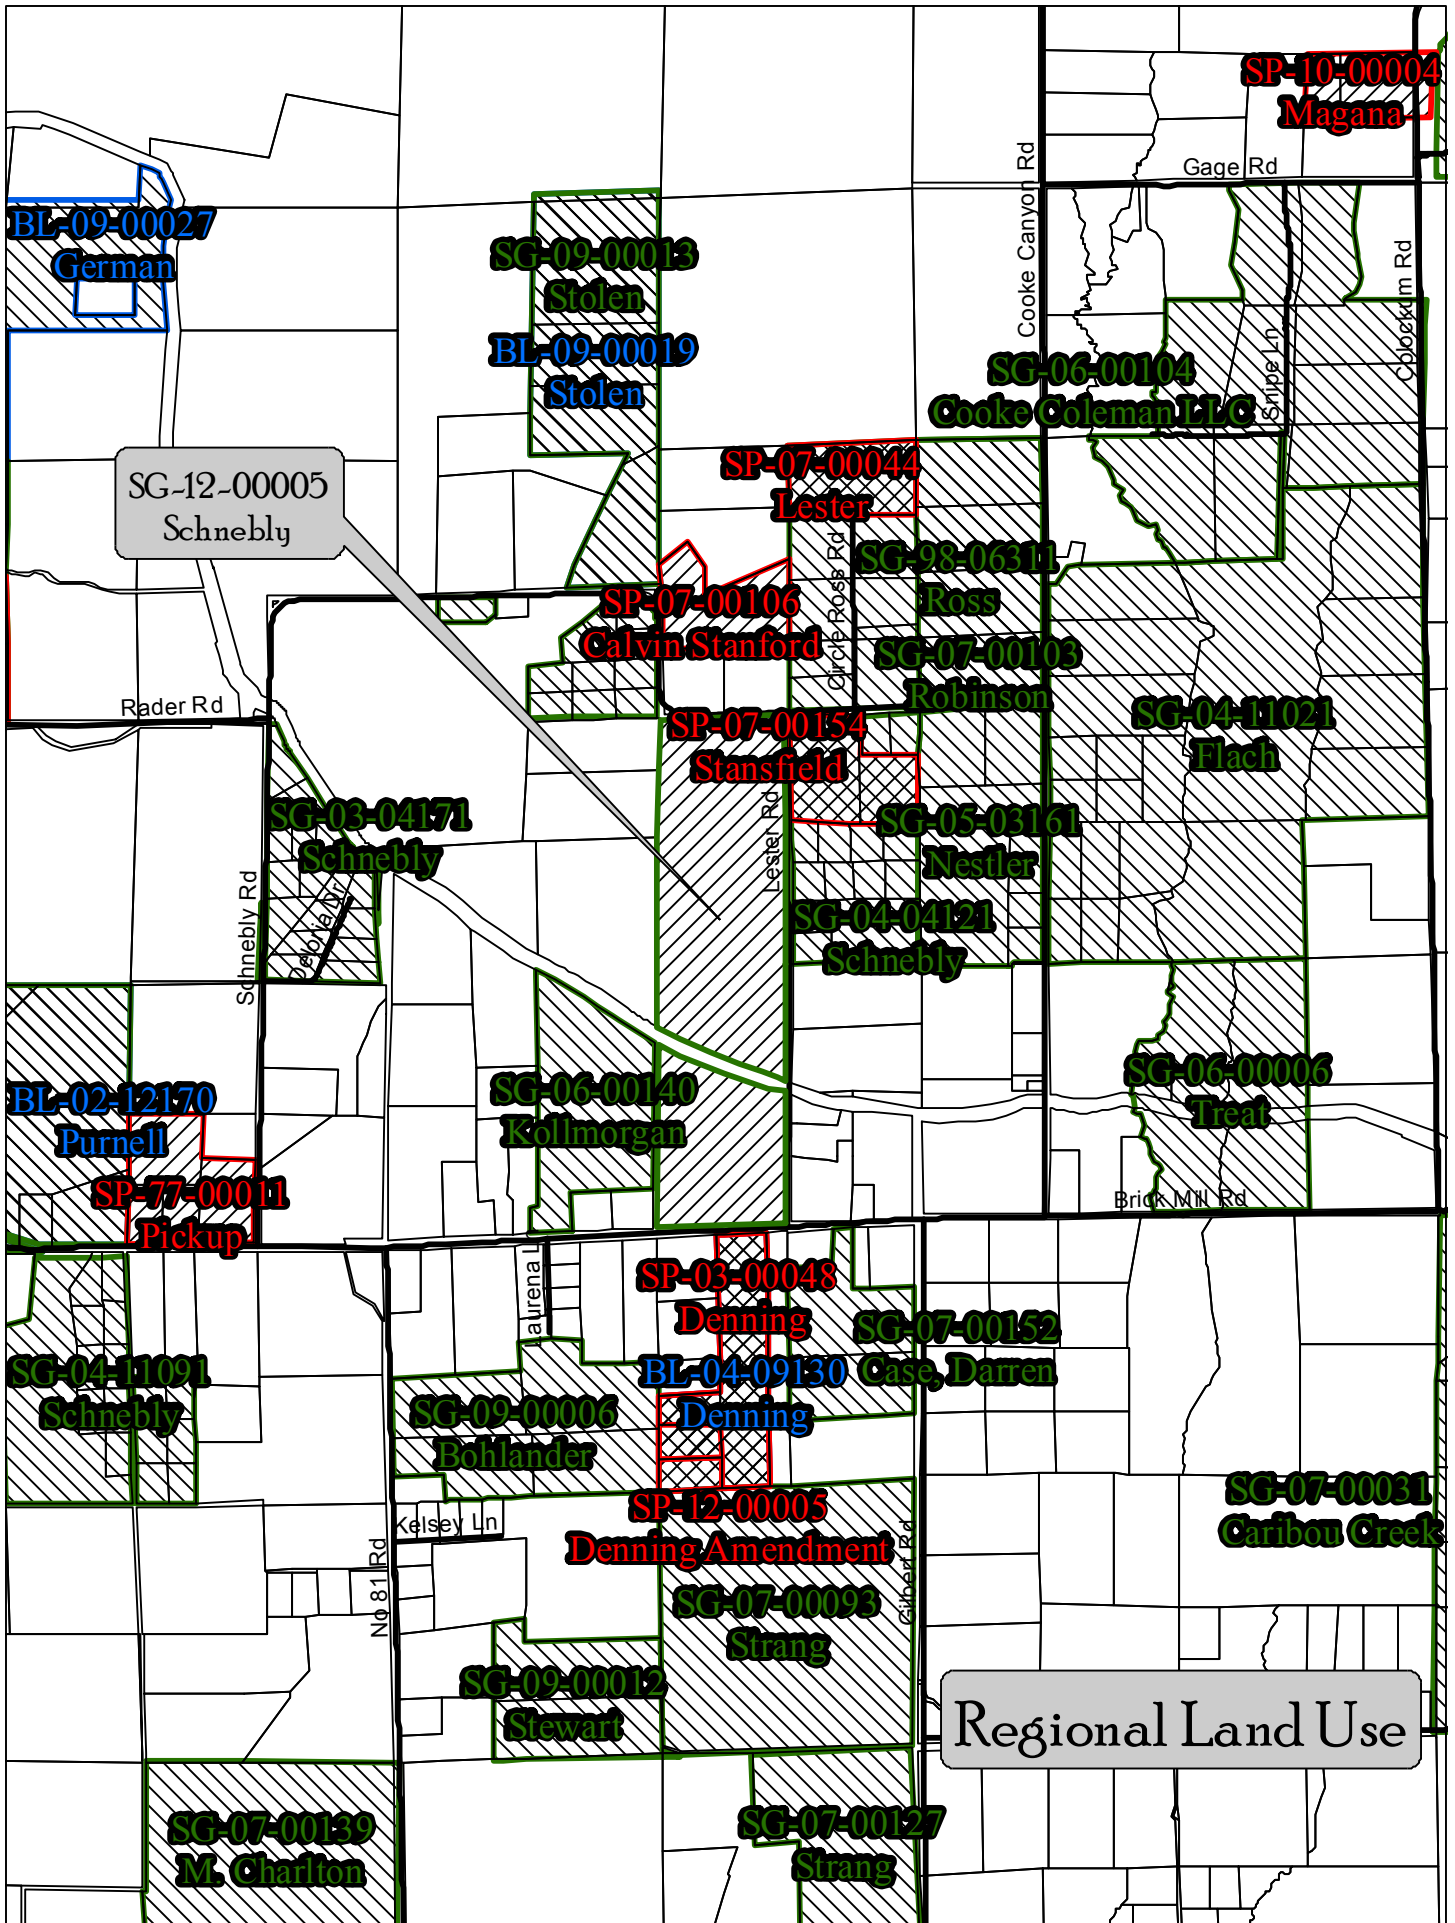 SP-10-00004
Magana
Gage Rd
Cooke Canyon Rd
BL-09-00027
German
SG-09-00013
Stolen
BL-09-00019
Stolen
Colockum Rd
Snipe Ln
SG-06-00104
Cooke Coleman LLC
SG-12-00005
Schnebly
SP-07-00044
Lester
Circle Ross Rd
SG-98-06311
Ross
SP-07-00106
Calvin Stanford
SG-07-00103
Robinson
Rader Rd
SP-07-00154
Stansfield
SG-04-11021
Flach
SG-03-04171
Schnebly
Lester Rd
SG-05-03161
Nestler
Schnebly Rd
Deloria Dr
SG-04-04121
Schnebly
SG-06-00140
Kollmorgan
SG-06-00006
Treat
BL-02-12170
Purnell
SP-77-00011
Pickup
Brick Mill Rd
Laurena L
SP-03-00048
Denning
SG-07-00152
Case, Darren
BL-04-09130
Denning
SG-04-11091
Schnebly
SG-09-00006
Bohlander
SP-12-00005
Denning Amendment
SG-07-00031
Caribou Creek
Kelsey Ln
No 81 Rd
Gilbert Rd
SG-07-00093
Strang
SG-09-00012
Stewart
Regional Land Use
SG-07-00139
M. Charlton
SG-07-00127
Strang